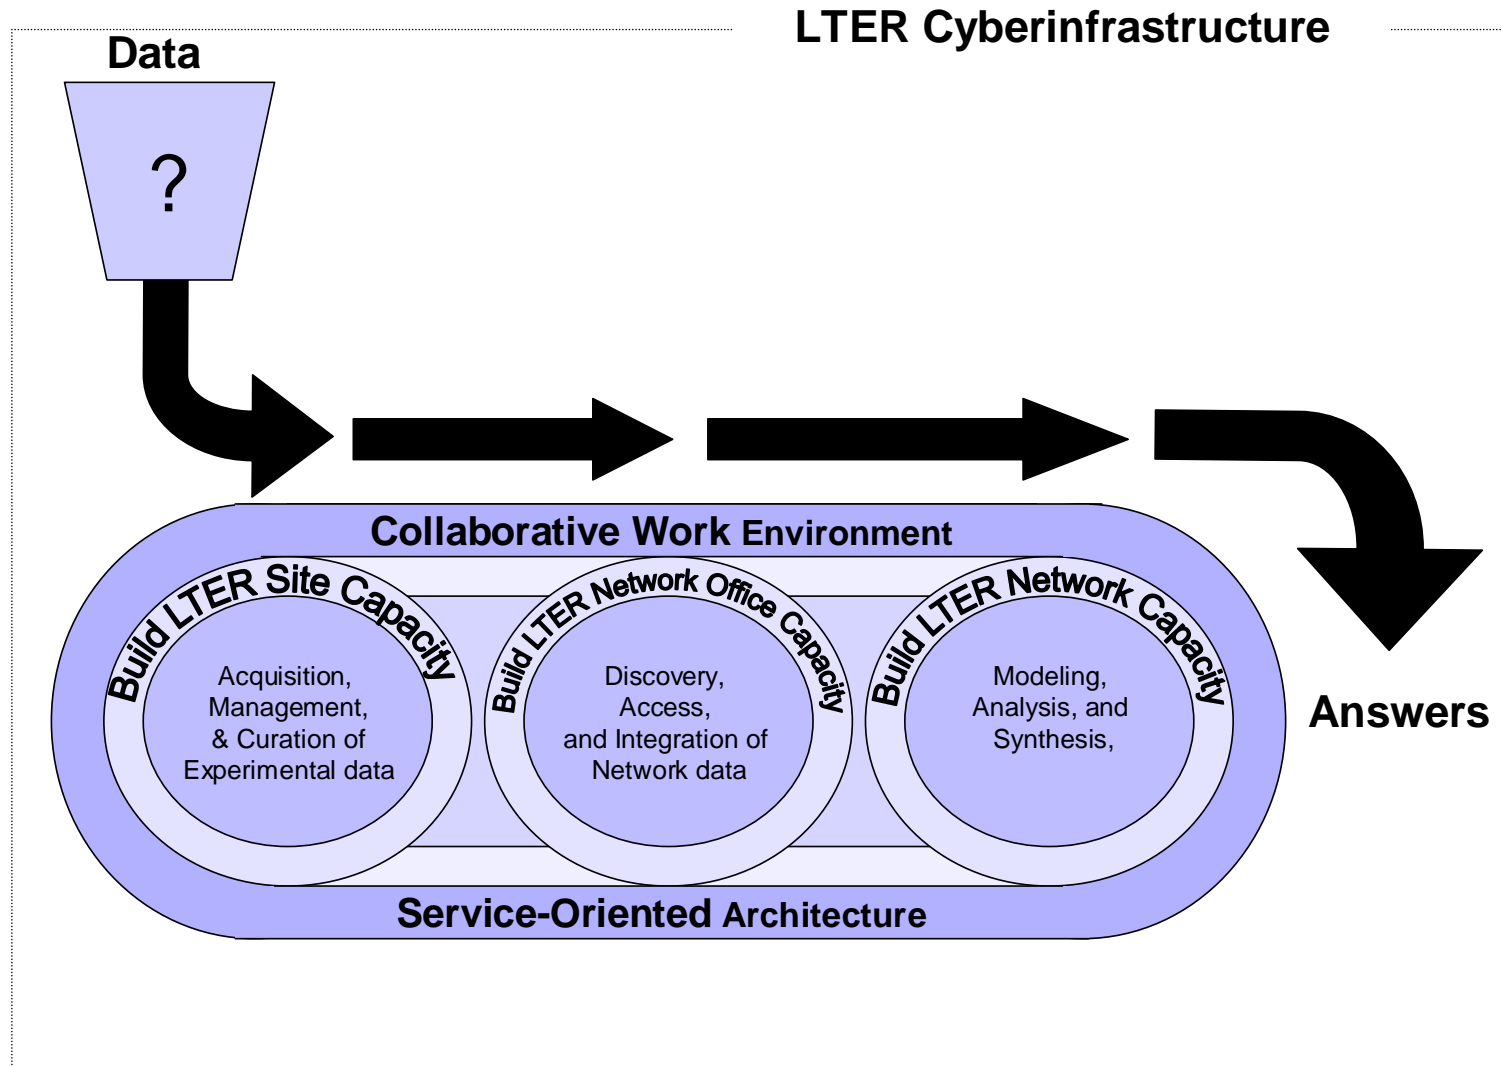 LTER Cyberinfrastructure
Data
?
Collaborative Work Environment
Build LTER Site Capacity
Acquisition,
Management,
& Curation of
Experimental data
Build LTER Network Office Capacity
Discovery,
Access,
and Integration of
Network data
Build LTER Network Capacity
Modeling,
Analysis, and
Synthesis,
Answers
Service-Oriented Architecture